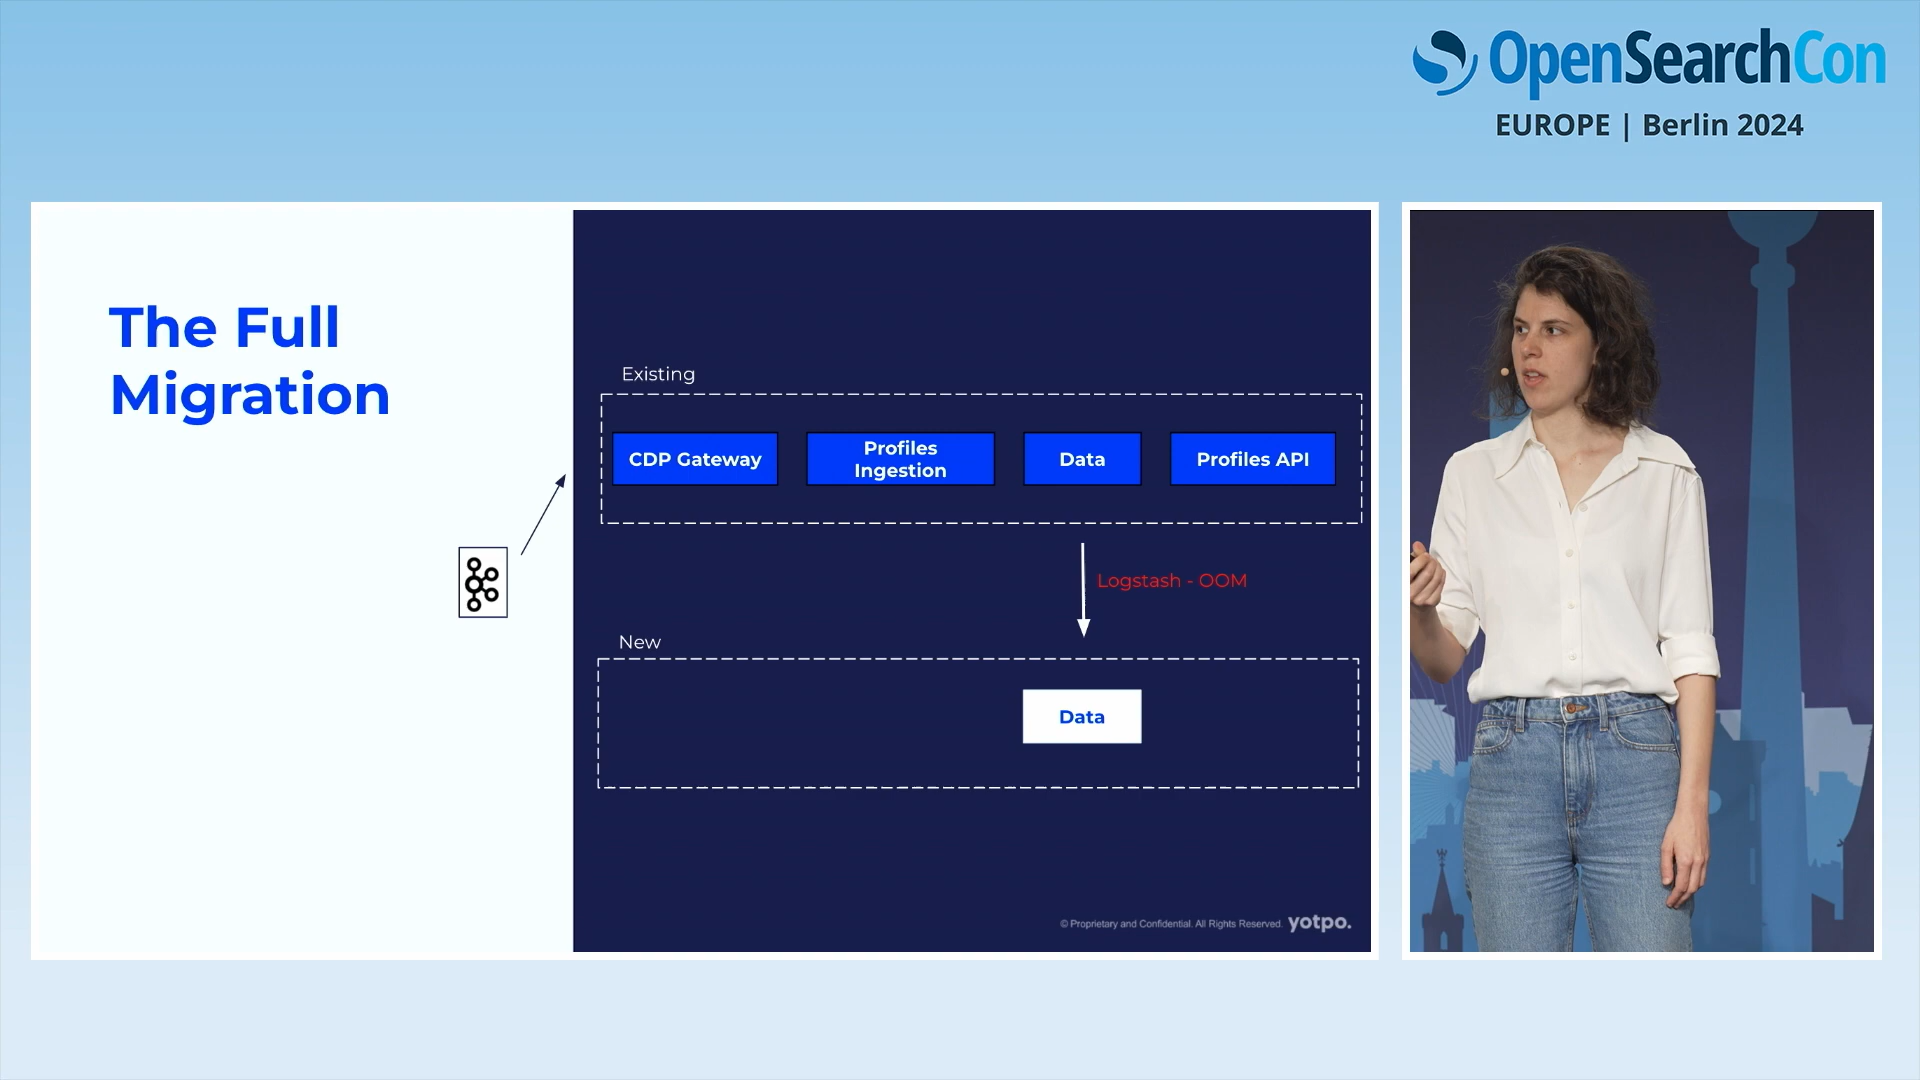 OpenSearchCon
EUROPE | Berlin 2024
The Full
Migration
Existing
CDP Gateway
Profiles
Ingestion
Data
Profiles API
Logstash - OOM
New
Data
© Proprietary and Confidential. All Rights Reserved. yotpo.